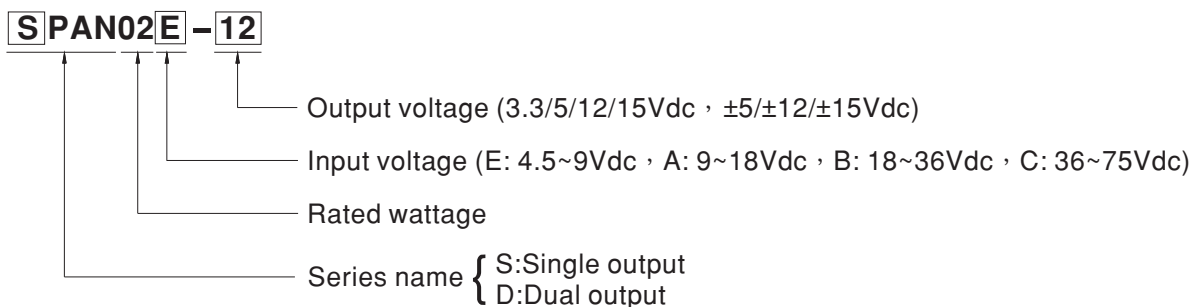 SPAN02E-12
Output voltage (3.3/5/12/15Vdc，±5/±12/±15Vdc)
Input voltage (E: 4.5~9Vdc，A: 9~18Vdc，B: 18~36Vdc，C: 36~75Vdc)
Rated wattage
Series name { S:Single output
D:Dual output